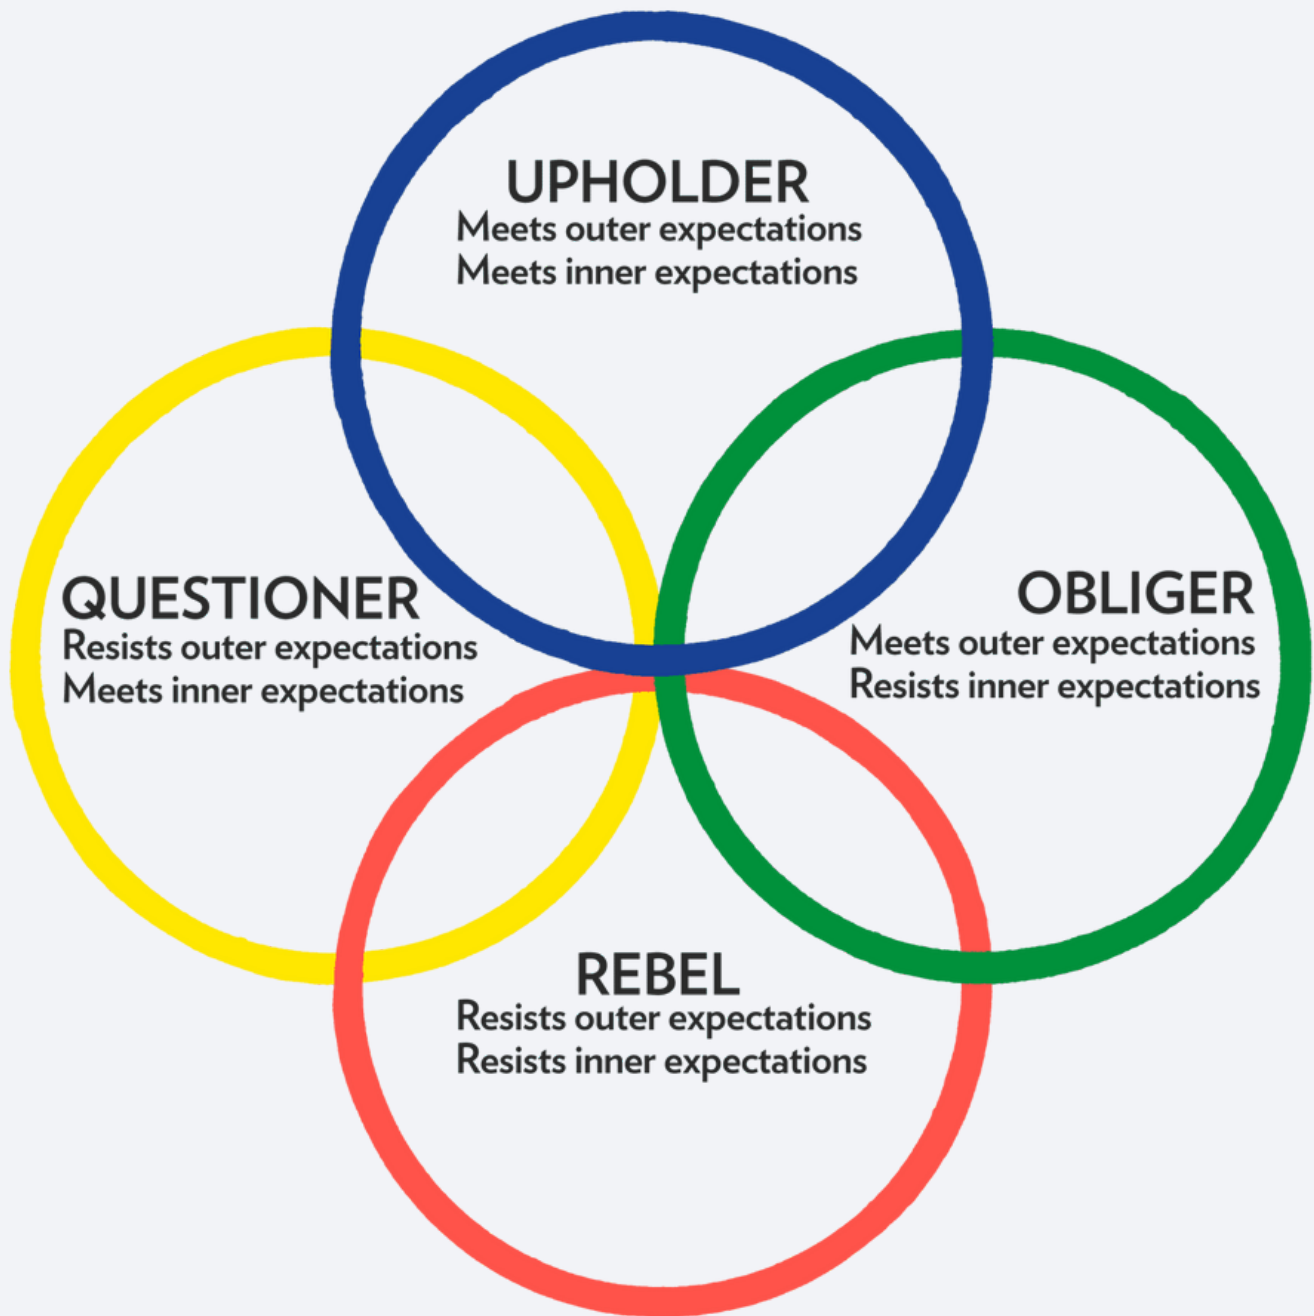 UPHOLDER
Meets outer expectations
Meets inner expectations
QUESTIONER
Resists outer expectations
Meets inner expectations
OBLIGER
Meets outer expectations
Resists inner expectations
REBEL
Resists outer expectations
Resists inner expectations